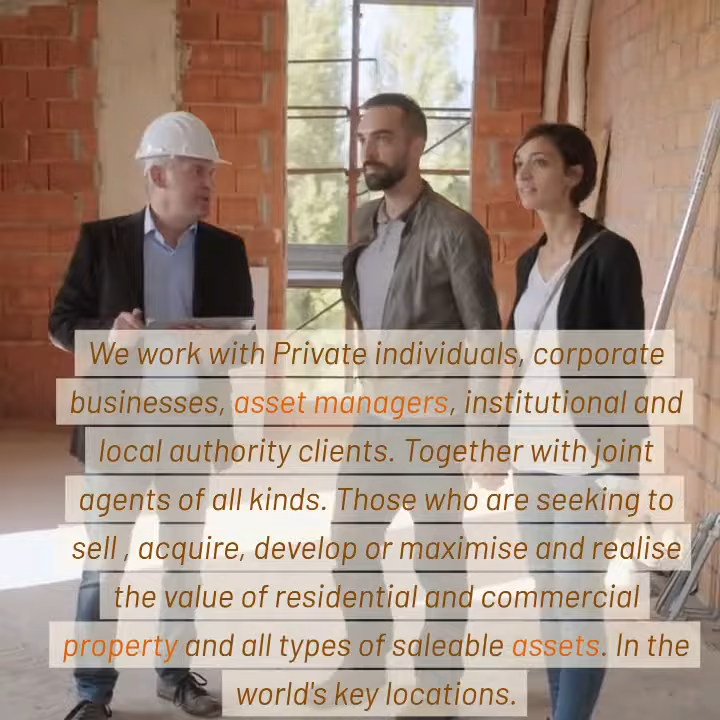 We work with Private individuals, corporate
businesses, asset managers, institutional and
local authority clients. Together with joint
agents of all kinds. Those who are seeking to
sell , acquire, develop or maximise and realise
the value of residential and commercial
property and all types of saleable assets. In the
world's key locations.